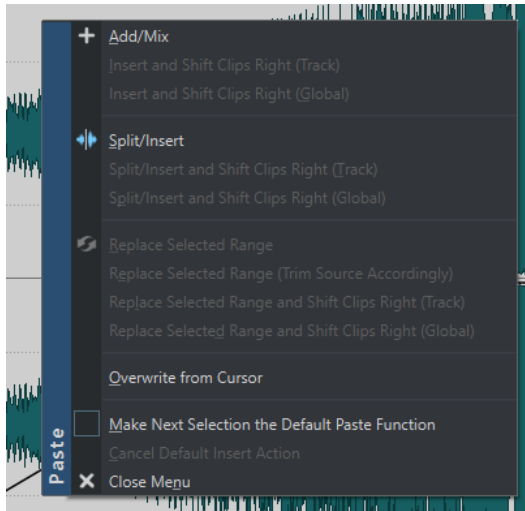 Add/Mix
Insert and Shift Clips Right (Track)
Insert and Shift Clips Right (Global)
Split/Insert
Split/Insert and Shift Clips Right (Track)
Split/Insert and Shift Clips Right (Global)
Replace Selected Range
Replace Selected Range (Trim Source Accordingly)
Replace Selected Range and Shift Clips Right (Track)
Replace Selected Range and Shift Clips Right (Global)
Overwrite from Cursor
Make Next Selection the Default Paste Function
Cancel Default Insert Action
Close Menu
Paste